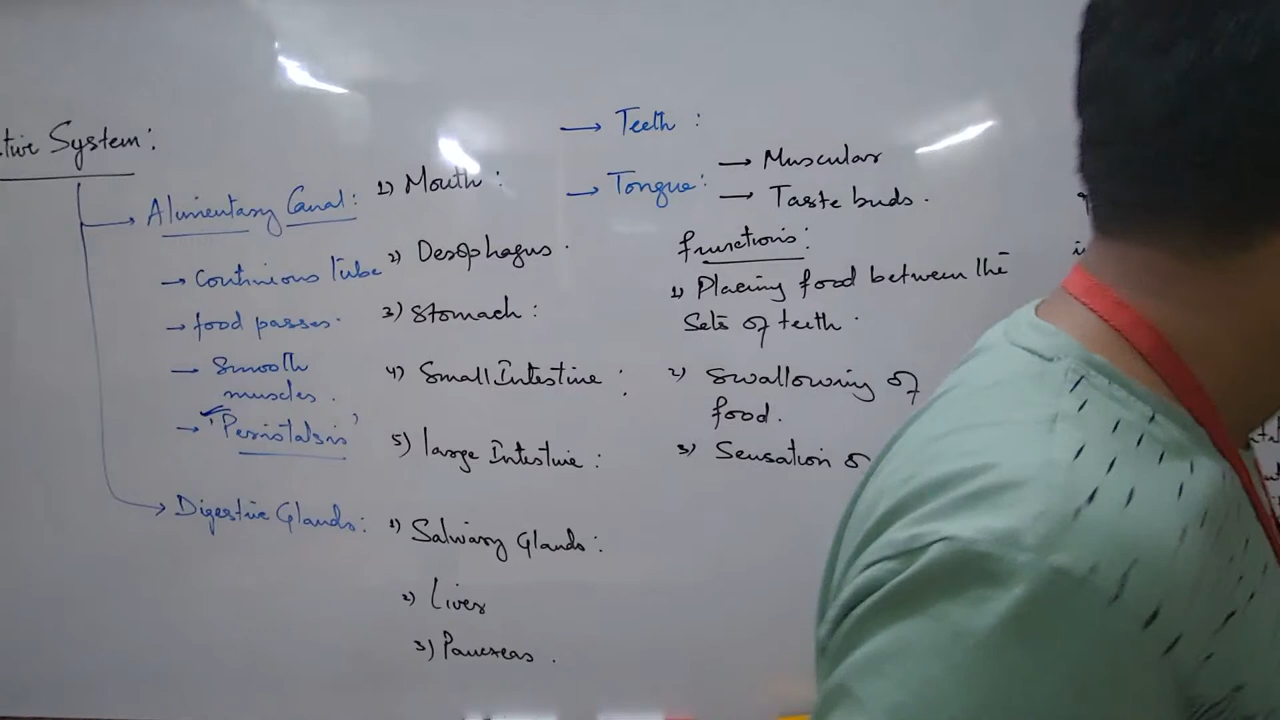 tive System:
Alimentary Canal:
→ Continious tube
→ food passes.
→ Smooth
muscles.
→ 'Peristalsis'
Digestive Glands:
1) Mouth:
2) Oesophagus.
3) Stomach:
4) Small Intestine:
5) large Intestine:
1) Salivary Glands:
2) Liver
3) Pancreas.
→ Teeth:
→ Tongue:
→ Muscular
→ Taste buds.
functions:
1) Placing food between the
Sets of teeth.
2) Swallowing of
food.
3) Sensation o